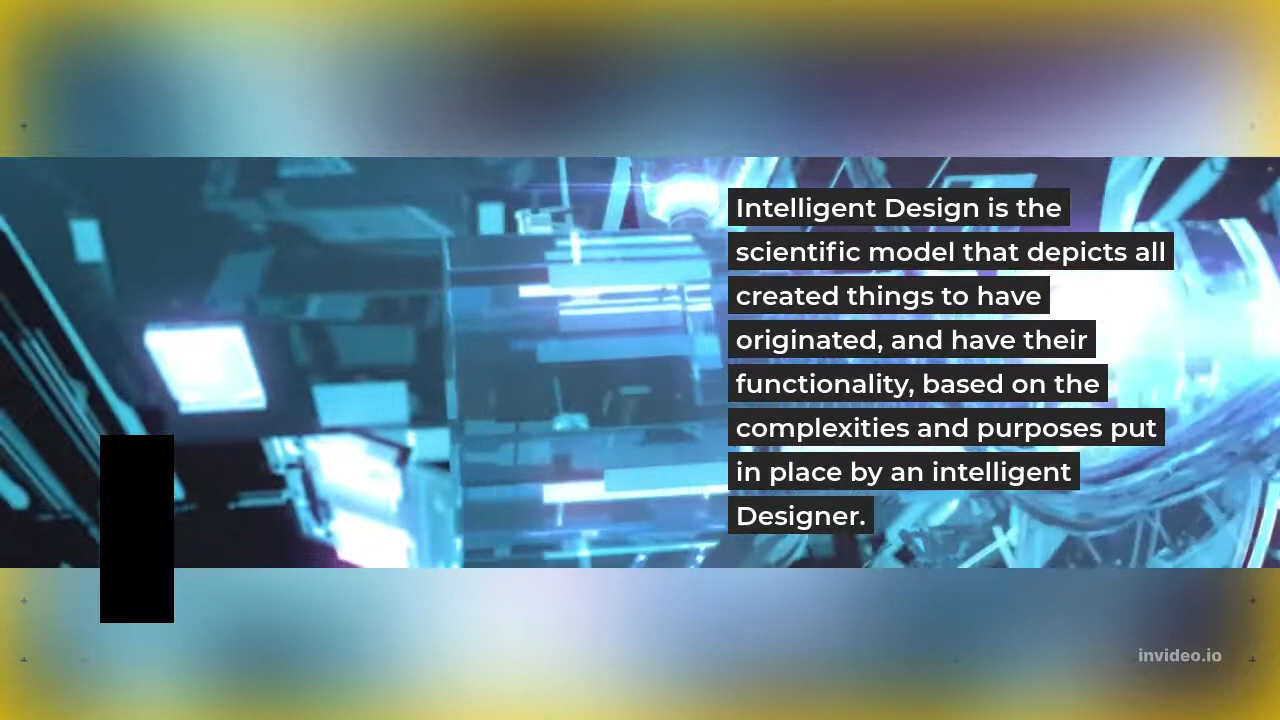 Intelligent Design is the
scientific model that depicts all
created things to have
originated, and have their
functionality, based on the
complexities and purposes put
in place by an intelligent
Designer.
invideo.io